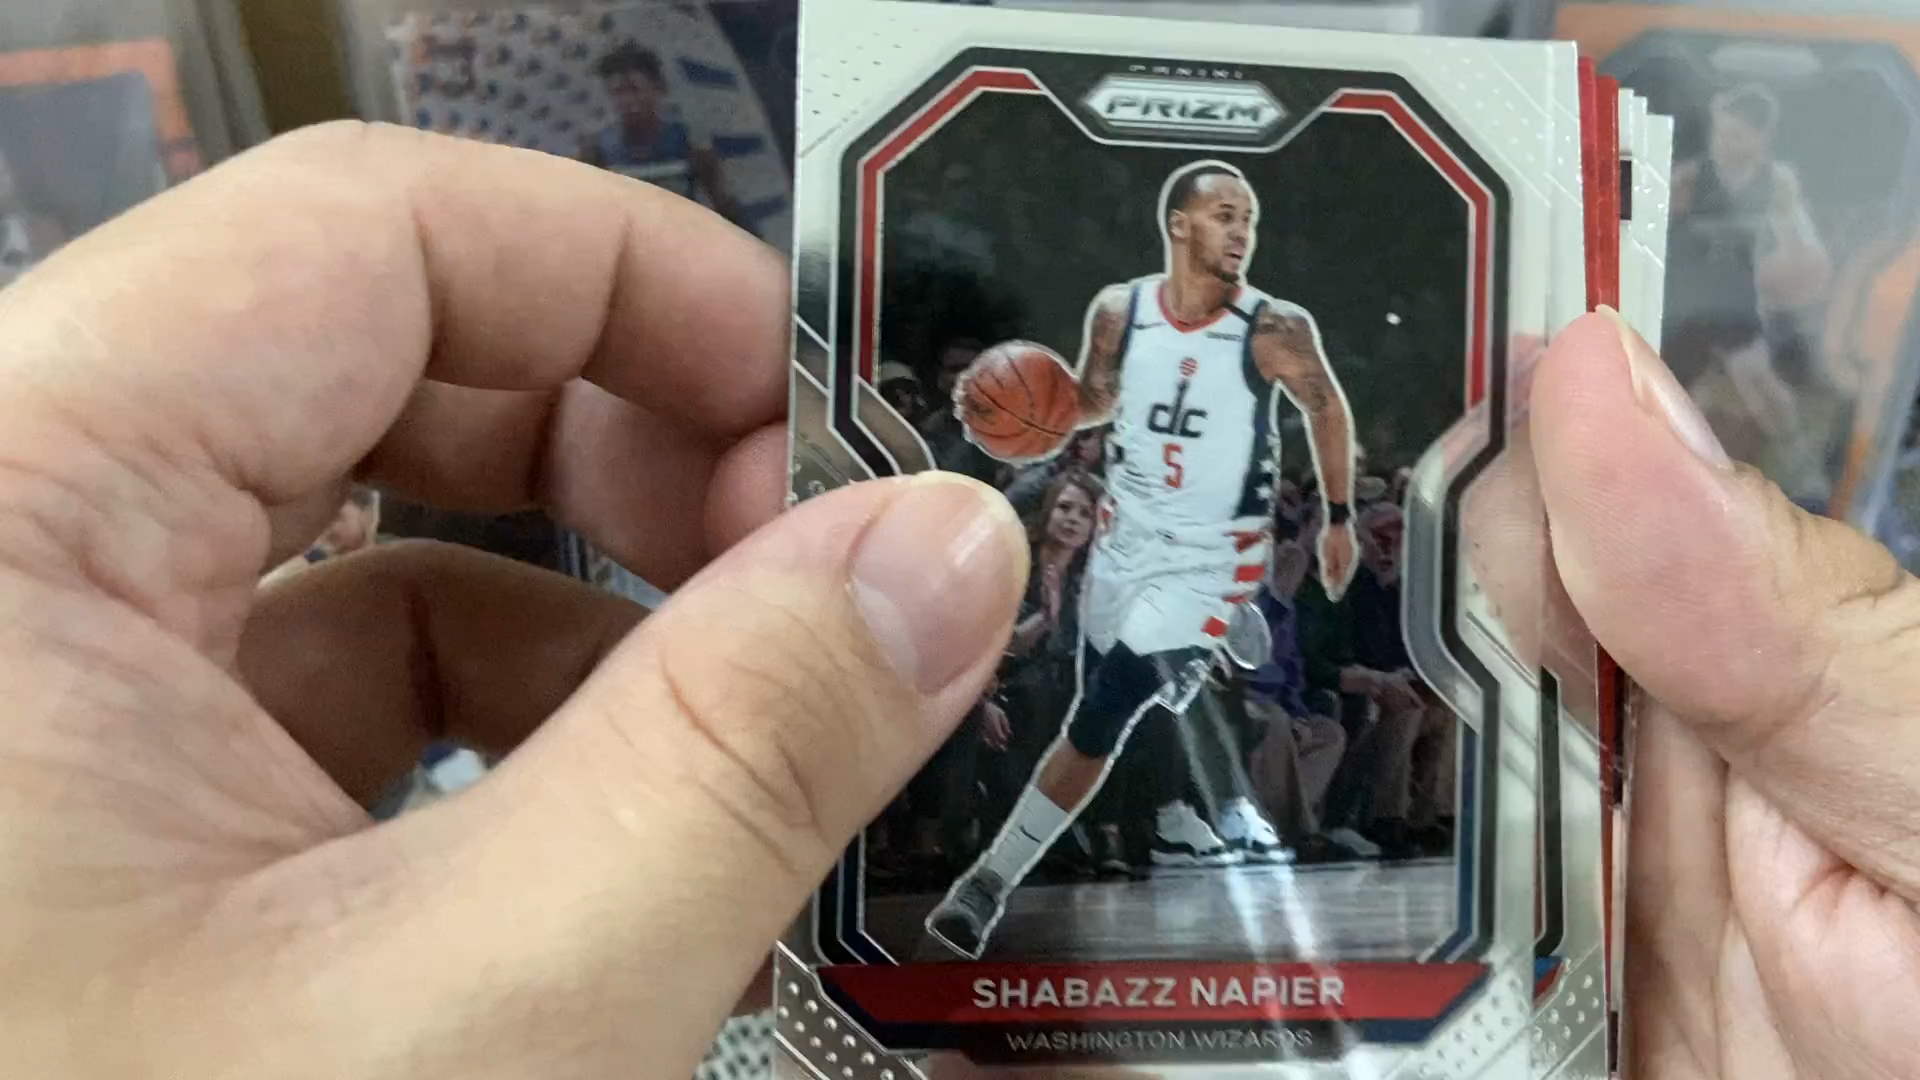 PANINI
PRIZM
dc
5
SHABAZZ NAPIER
WASHINGTON WIZARDS